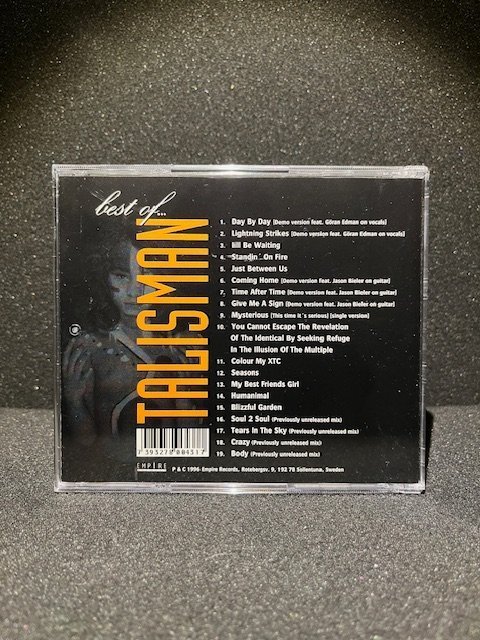 best of...
TALISMAN
1. Day By Day [Demo version feat. Göran Edman on vocals]
2. Lightning Strikes [Demo version feat. Göran Edman on vocals]
3. Ill Be Waiting
4. Standin´ On Fire
5. Just Between Us
6. Coming Home [Demo version feat. Jason Bieler on guitar]
7. Time After Time [Demo version feat. Jason Bieler on guitar]
8. Give Me A Sign [Demo version feat. Jason Bieler on guitar]
9. Mysterious [This time it´s serious] [single version]
10. You Cannot Escape The Revelation
Of The Identical By Seeking Refuge
In The Illusion Of The Multiple
11. Colour My XTC
12. Seasons
13. My Best Friends Girl
14. Humanimal
15. Blizzful Garden
16. Soul 2 Soul (Previously unreleased mix)
17. Tears In The Sky (Previously unreleased mix)
18. Crazy (Previously unreleased mix)
19. Body (Previously unreleased mix)
7 393278 004317
EMPIRE
P & C 1996 Empire Records, Rotebergsv. 9, 192 78 Sollentuna, Sweden